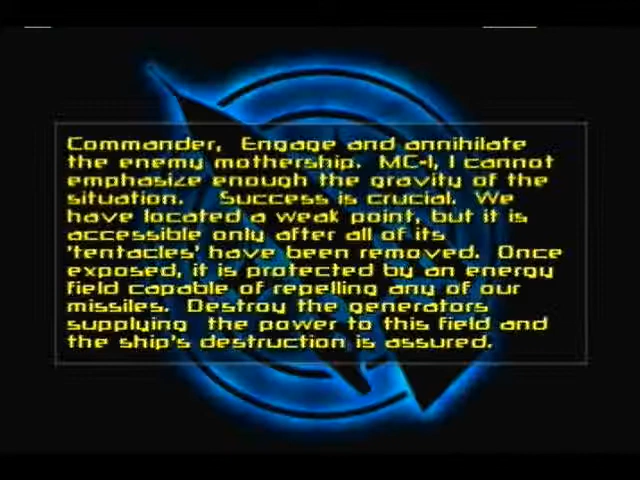 Commander,  Engage and annihilate
the enemy mothership.  MC-1, I cannot
emphasize enough the gravity of the
situation.   Success is crucial.  We
have located a weak point, but it is
accessible only after all of its
'tentacles' have been removed.  Once
exposed, it is protected by an energy
field capable of repelling any of our
missiles.  Destroy the generators
supplying  the power to this field and
the ship's destruction is assured.